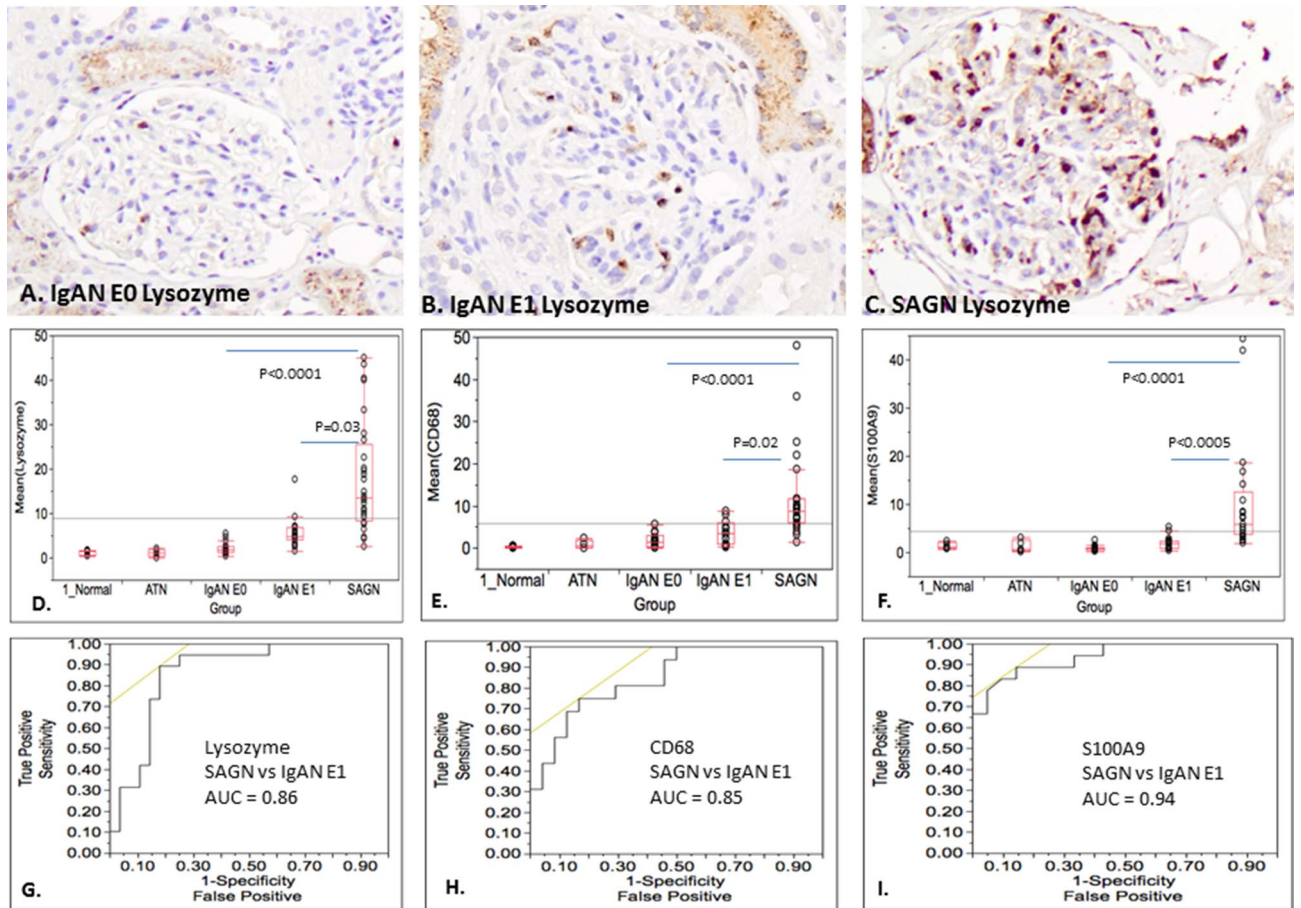 A. IgAN E0 Lysozyme
B. IgAN E1 Lysozyme
C. SAGN Lysozyme
Mean(Lysozyme)
50
40
30
20
10
0
P<0.0001
P=0.03
1_Normal ATN IgAN E0 IgAN E1 SAGN
Group
D.
Mean(CD68)
50
40
30
20
10
0
P<0.0001
P=0.02
1_Normal ATN IgAN E0 IgAN E1 SAGN
Group
E.
Mean(S100A9)
40
30
20
10
0
P<0.0001
P<0.0005
1_Normal ATN IgAN E0 IgAN E1 SAGN
Group
F.
True Positive
Sensitivity
1.00
0.90
0.80
0.70
0.60
0.50
0.40
0.30
0.20
0.10
0.00
Lysozyme
SAGN vs IgAN E1
AUC = 0.86
0.10 0.30 0.50 0.70 0.90
1-Specificity
False Positive
G.
True Positive
Sensitivity
1.00
0.90
0.80
0.70
0.60
0.50
0.40
0.30
0.20
0.10
0.00
CD68
SAGN vs IgAN E1
AUC = 0.85
0.10 0.30 0.50 0.70 0.90
1-Specificity
False Positive
H.
True Positive
Sensitivity
1.00
0.90
0.80
0.70
0.60
0.50
0.40
0.30
0.20
0.10
0.00
S100A9
SAGN vs IgAN E1
AUC = 0.94
0.10 0.30 0.50 0.70 0.90
1-Specificity
False Positive
I.